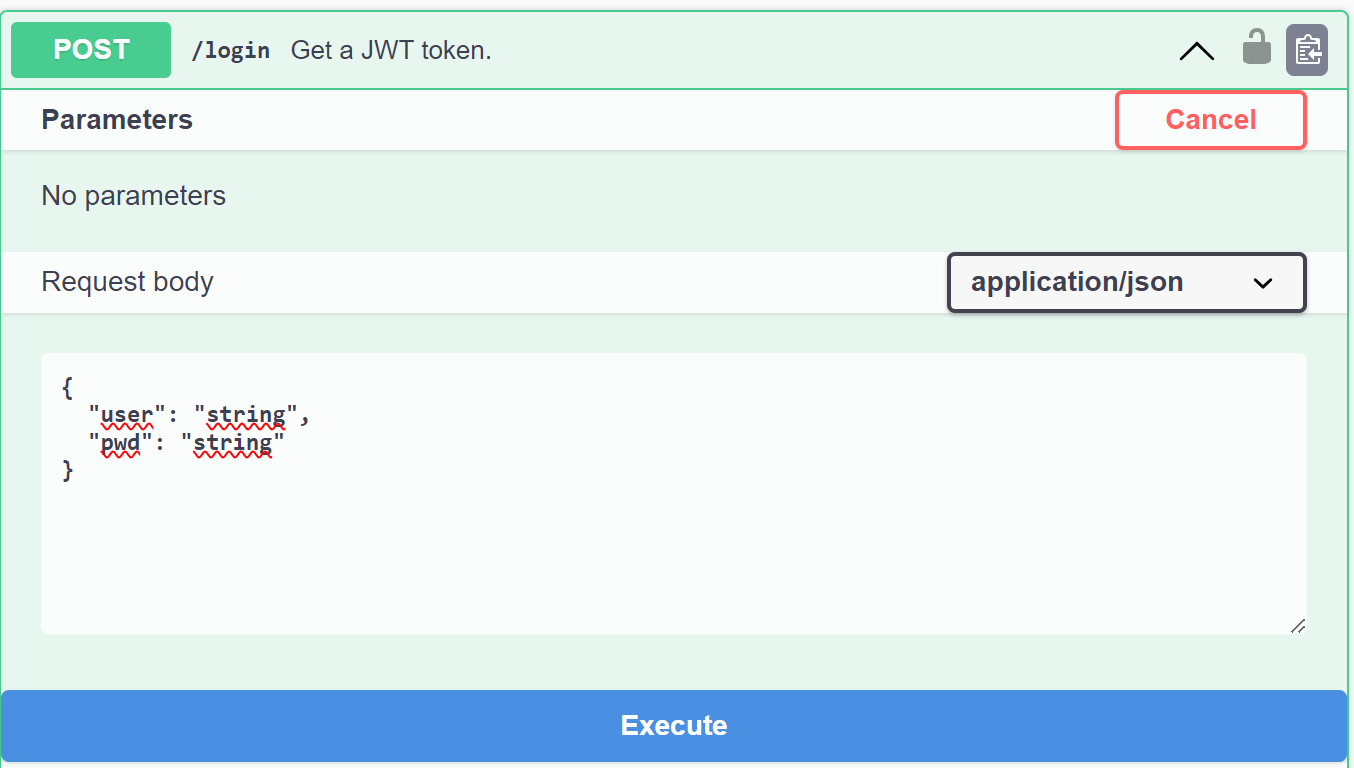 POST /login Get a JWT token.
Parameters Cancel
No parameters
Request body application/json
{
  "user": "string",
  "pwd": "string"
}
Execute